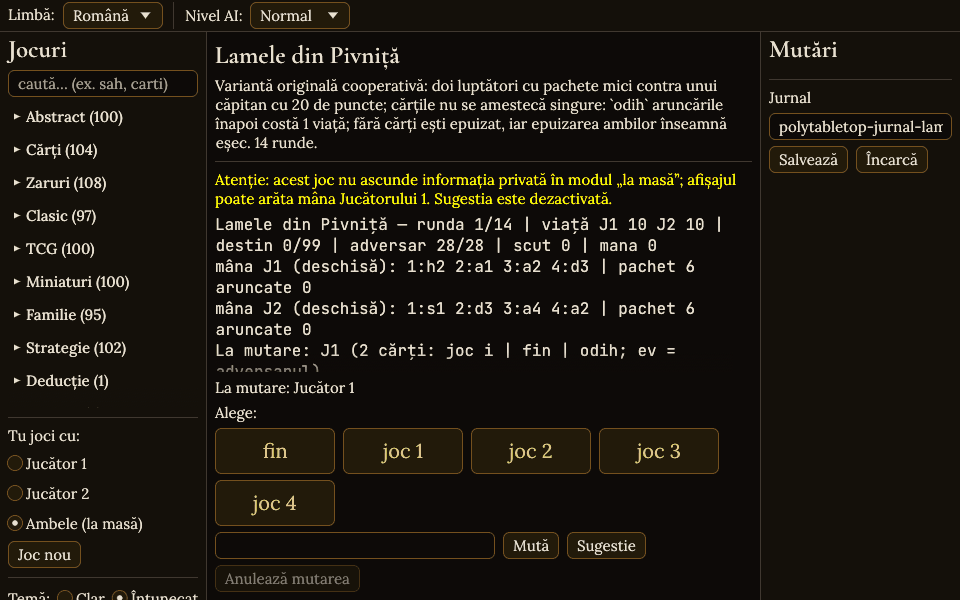 Limbă: Română ▼ Nivel AI: Normal ▼
Jocuri
caută... (ex. sah, carti)
▸ Abstract (100)
▸ Cărți (104)
▸ Zaruri (108)
▸ Clasic (97)
▸ TCG (100)
▸ Miniaturi (100)
▸ Familie (95)
▸ Strategie (102)
▸ Deducție (1)
Tu joci cu:
Jucător 1
Jucător 2
Ambele (la masă)
Joc nou
Temă: Clar Întunecat
Lamele din Pivniță
Variantă originală cooperativă: doi luptători cu pachete mici contra unui
căpitan cu 20 de puncte; cărțile nu se amestecă singure: `odih` aruncările
înapoi costă 1 viață; fără cărți ești epuizat, iar epuizarea ambilor înseamnă
eșec. 14 runde.
Atenție: acest joc nu ascunde informația privată în modul „la masă”; afișajul
poate arăta mâna Jucătorului 1. Sugestia este dezactivată.
Lamele din Pivniță — runda 1/14 | viață J1 10 J2 10 |
destin 0/99 | adversar 28/28 | scut 0 | mana 0
mâna J1 (deschisă): 1:h2 2:a1 3:a2 4:d3 | pachet 6
aruncate 0
mâna J2 (deschisă): 1:s1 2:d3 3:a4 4:a2 | pachet 6
aruncate 0
La mutare: J1 (2 cărți: joc i | fin | odih; ev =
adversarul)
La mutare: Jucător 1
Alege:
fin joc 1 joc 2 joc 3
joc 4
Mută Sugestie
Anulează mutarea
Mutări
Jurnal
polytabletop-jurnal-lam
Salvează Încarcă